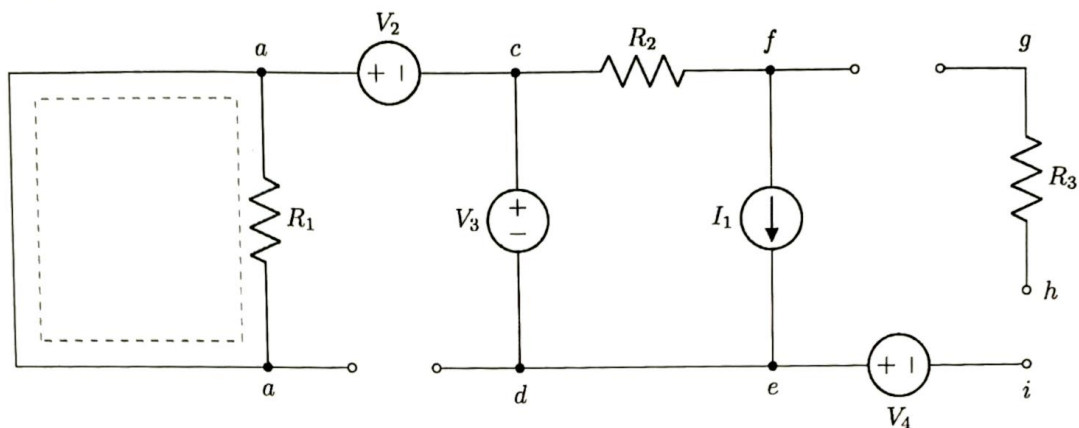 V2
a
c
R2
f
g
+ −
R1
V3
+
−
I1
R3
h
+ −
a
d
e
V4
i